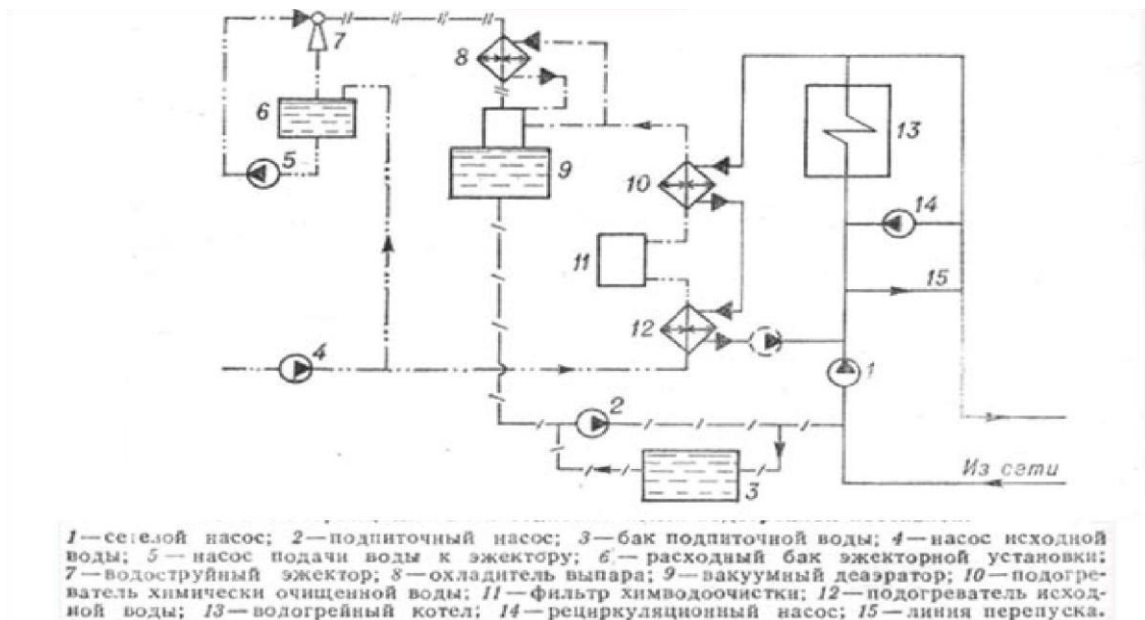 7
8
6
13
5
9
10
14
11
15
12
4
1
2
Из сети
3
1—сетевой насос; 2—подпиточный насос; 3—бак подпиточной воды; 4—насос исходной
воды; 5—насос подачи воды к эжектору; 6—расходный бак эжекторной установки;
7—водоструйный эжектор; 8—охладитель выпара; 9—вакуумный деаэратор; 10—подогре-
ватель химически очищенной воды; 11—фильтр химводоочистки; 12—подогреватель исход-
ной воды; 13—водогрейный котел; 14—рециркуляционный насос; 15—линия перепуска.